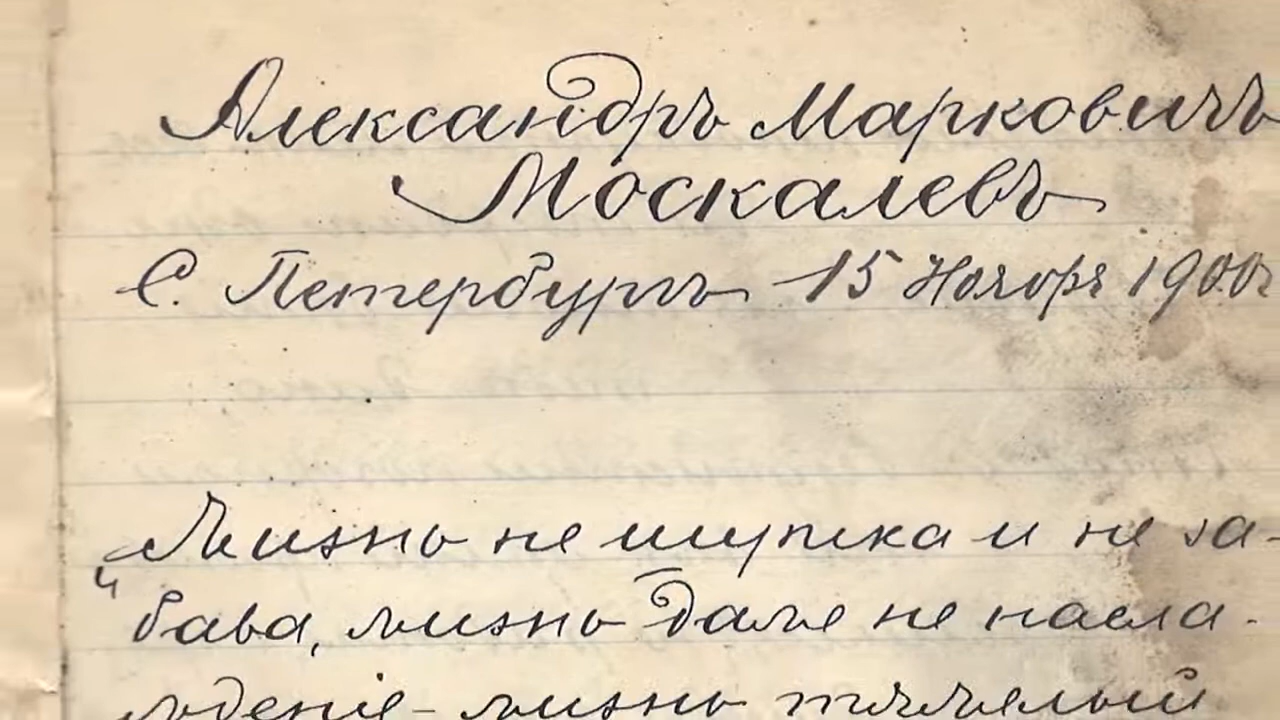 Александръ Марковичъ
Москалевъ
С. Петербургъ 15 Ноября 1900г
„Жизнь не шутка и не за-
бава, жизнь даже не насла-
жденіе - жизнь тяжелый